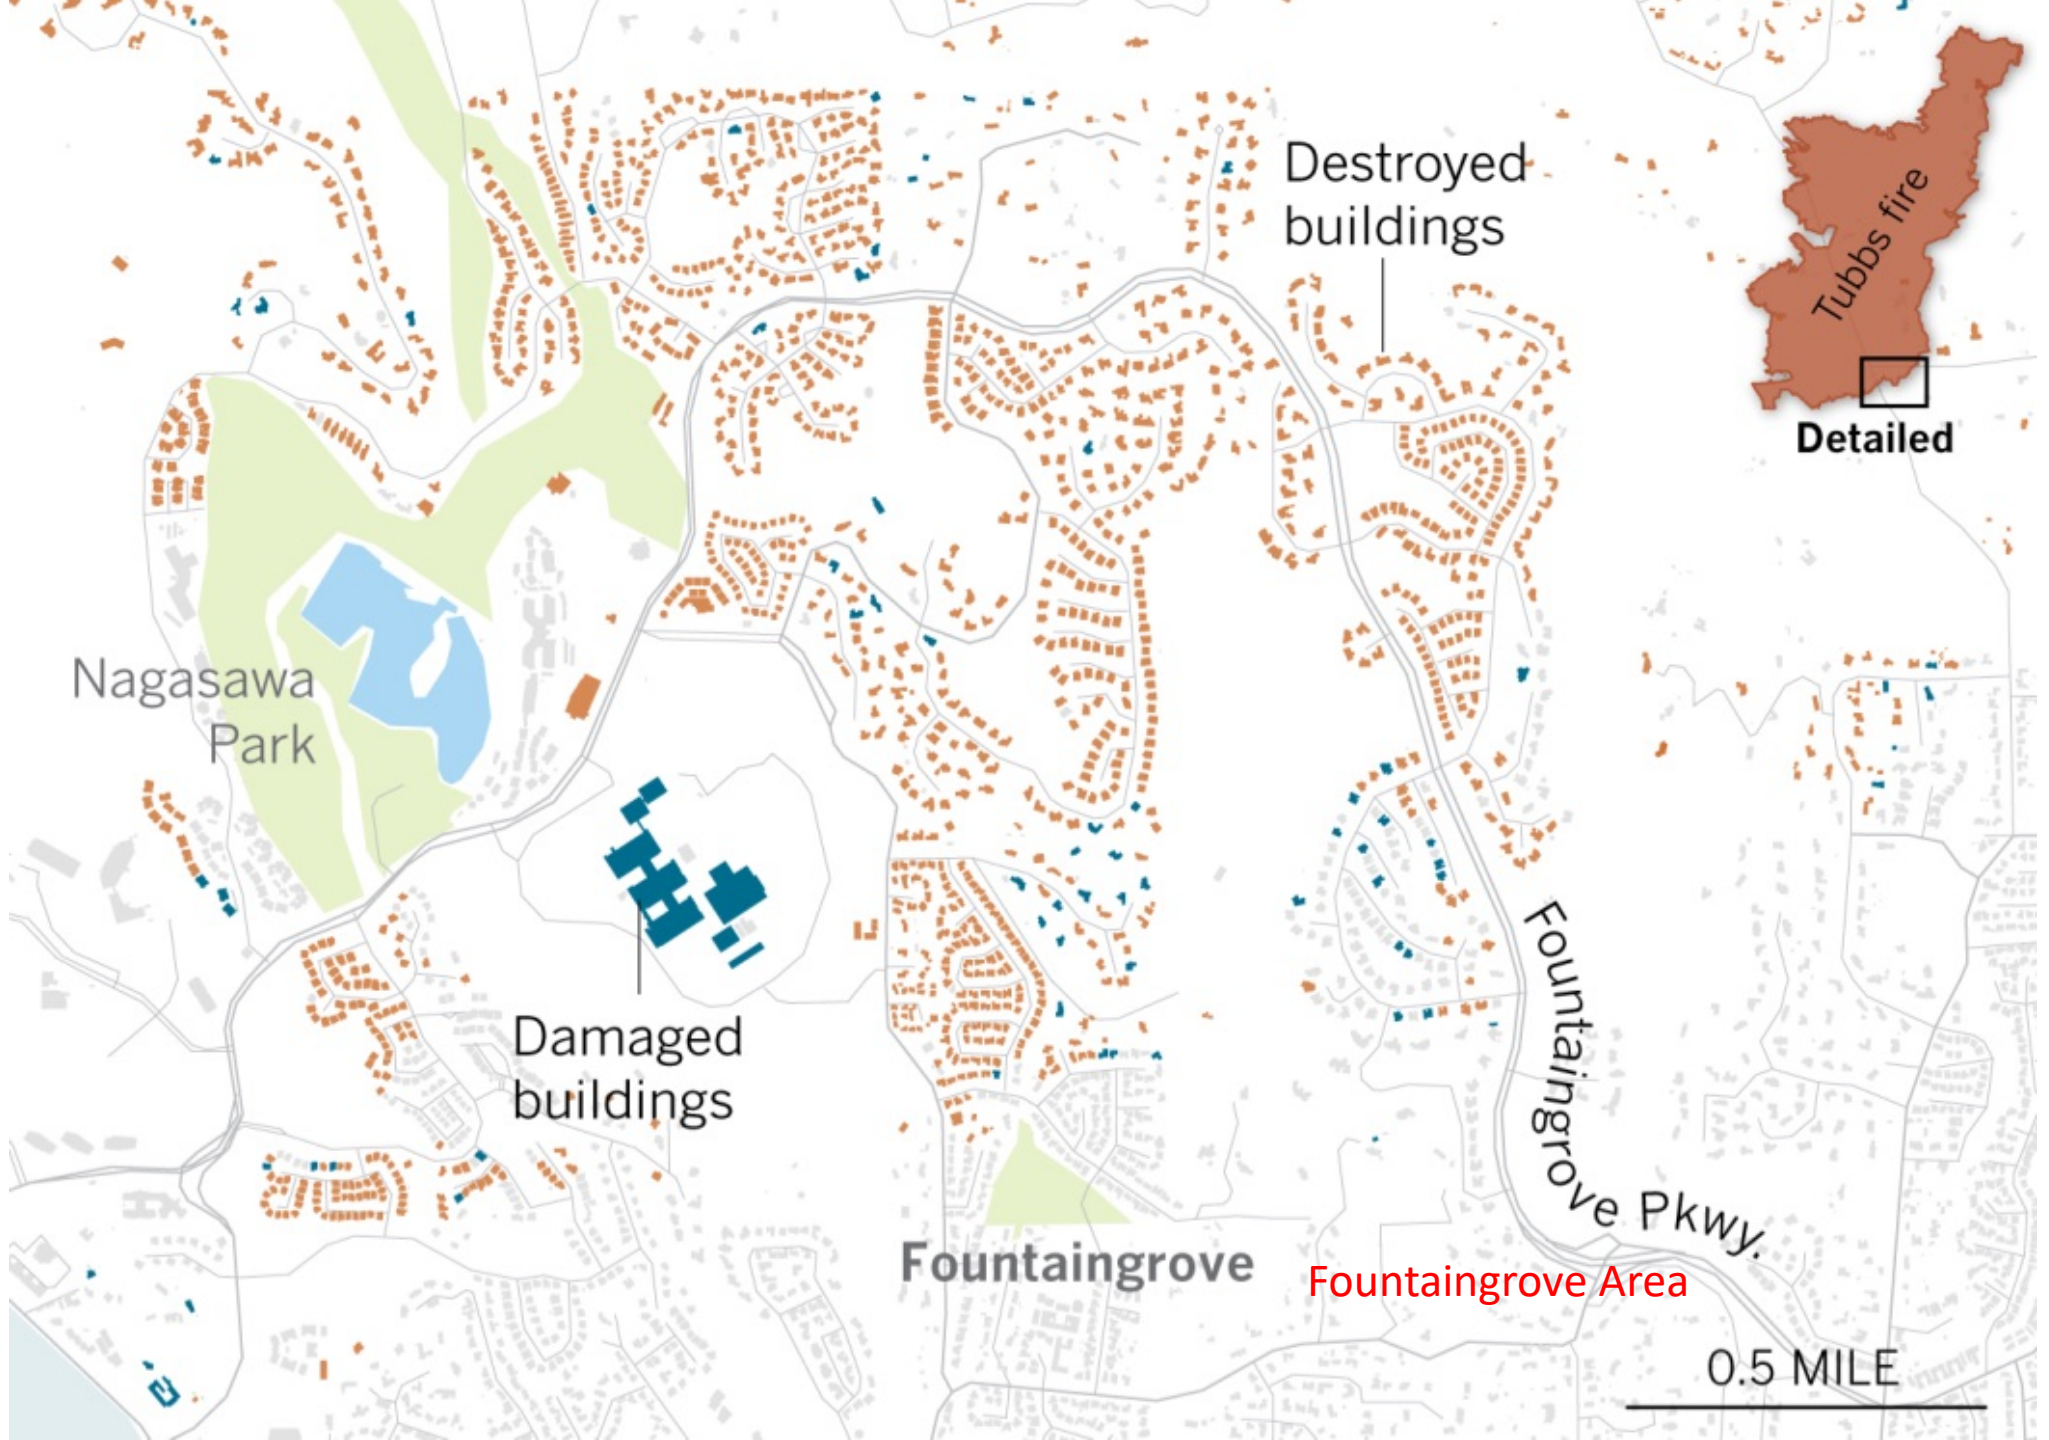 Destroyed
buildings
Tubbs fire
Detailed
Nagasawa
Park
Damaged
buildings
Fountaingrove Pkwy.
Fountaingrove
Fountaingrove Area
0.5 MILE